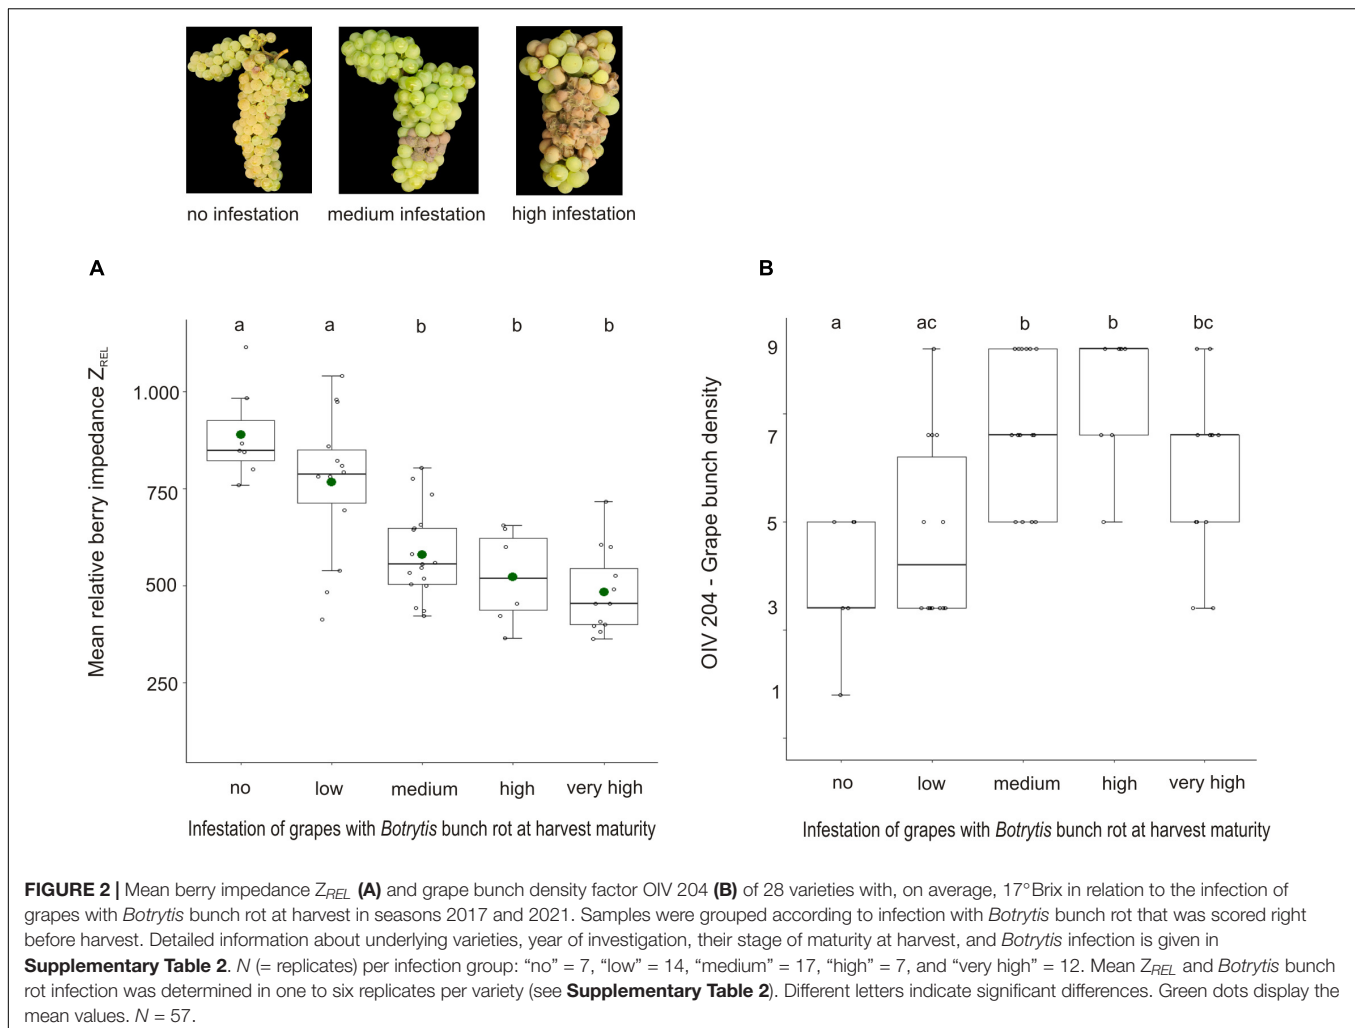 no infestation
medium infestation
high infestation
A
B
a
a
b
b
b
Mean relative berry impedance Z_REL
1.000
750
500
250
no
low
medium
high
very high
Infestation of grapes with Botrytis bunch rot at harvest maturity
a
ac
b
b
bc
OIV 204 - Grape bunch density
9
7
5
3
1
no
low
medium
high
very high
Infestation of grapes with Botrytis bunch rot at harvest maturity
FIGURE 2 | Mean berry impedance Z_REL (A) and grape bunch density factor OIV 204 (B) of 28 varieties with, on average, 17°Brix in relation to the infection of
grapes with Botrytis bunch rot at harvest in seasons 2017 and 2021. Samples were grouped according to infection with Botrytis bunch rot that was scored right
before harvest. Detailed information about underlying varieties, year of investigation, their stage of maturity at harvest, and Botrytis infection is given in
Supplementary Table 2. N (= replicates) per infection group: “no” = 7, “low” = 14, “medium” = 17, “high” = 7, and “very high” = 12. Mean Z_REL and Botrytis bunch
rot infection was determined in one to six replicates per variety (see Supplementary Table 2). Different letters indicate significant differences. Green dots display the
mean values. N = 57.